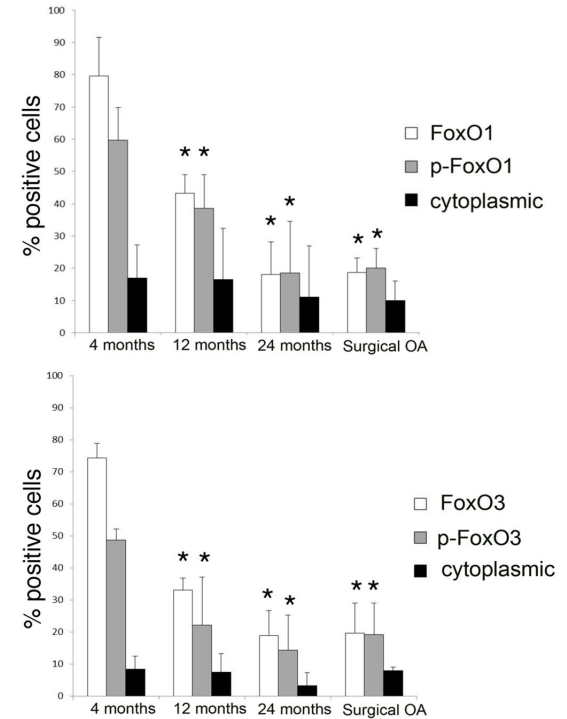 100
90
80
70
60
50
40
30
20
10
0
% positive cells
* * * * * *
FoxO1
p-FoxO1
cytoplasmic
4 months 12 months 24 months Surgical OA
100
90
80
70
60
50
40
30
20
10
0
% positive cells
* * * * * *
FoxO3
p-FoxO3
cytoplasmic
4 months 12 months 24 months Surgical OA